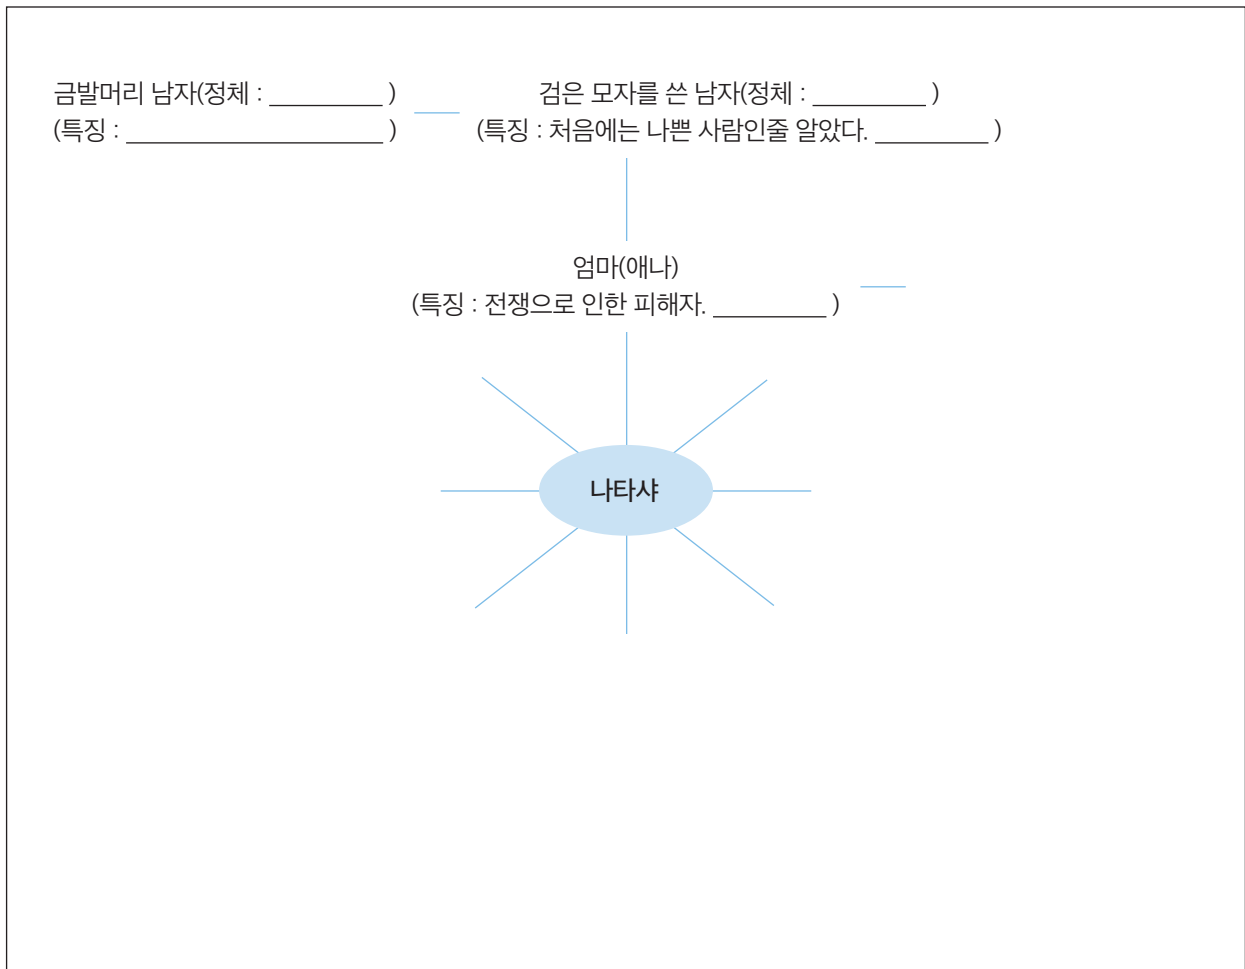 금발머리 남자(정체 : _________ )
(특징 : ____________________ )
검은 모자를 쓴 남자(정체 : _________ )
(특징 : 처음에는 나쁜 사람인줄 알았다. _________ )
엄마(애나)
(특징 : 전쟁으로 인한 피해자. _________ )
나타샤